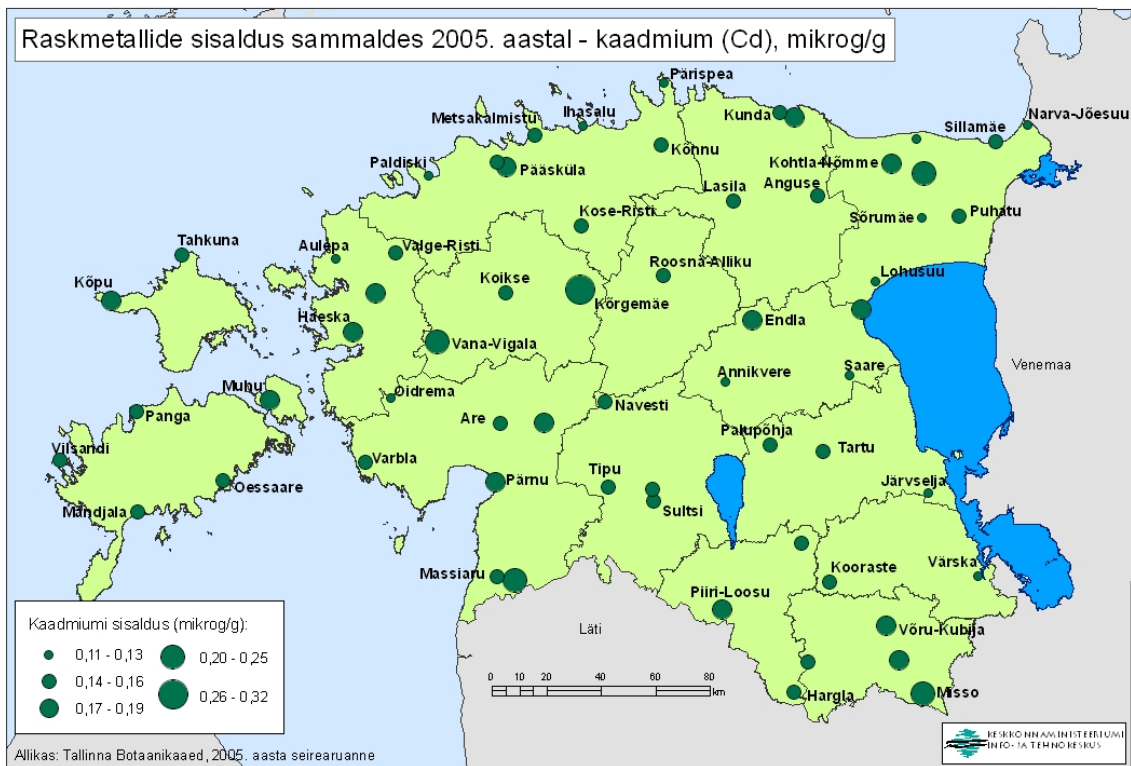 Raskmetallide sisaldus sammaldes 2005. aastal - kaadmium (Cd), mikrog/g
Pärispea
Ihasalu
Metsakalmistu
Kunda
Narva-Jõesuu
Sillamäe
Kõnnu
Paldiski
Pääsküla
Kohtla-Nõmme
Lasila
Anguse
Kose-Risti
Sõrumäe
Puhatu
Tahkuna
Aulepa
Valge-Risti
Roosna-Alliku
Kõpu
Koikse
Lohusuu
Kõrgemäe
Haeska
Endla
Vana-Vigala
Venemaa
Annikvere
Saare
Muhu
Oidrema
Panga
Are
Navesti
Palupõhja
Vilsandi
Tartu
Varbla
Tipu
Oessaare
Pärnu
Järvselja
Mändjala
Sultsi
Massiaru
Kooraste
Värska
Piiri-Loosu
Kaadmiumi sisaldus (mikrog/g):
Läti
Võru-Kubija
0,11 - 0,13
0,20 - 0,25
0,14 - 0,16
0,26 - 0,32
0,17 - 0,19
0 20 40 60 80
km
Hargla
Misso
KESKKONNAMINISTEERIUMI
INFO- JA TEHNOKESKUS
Allikas: Tallinna Botaanikaaed, 2005. aasta seirearuanne